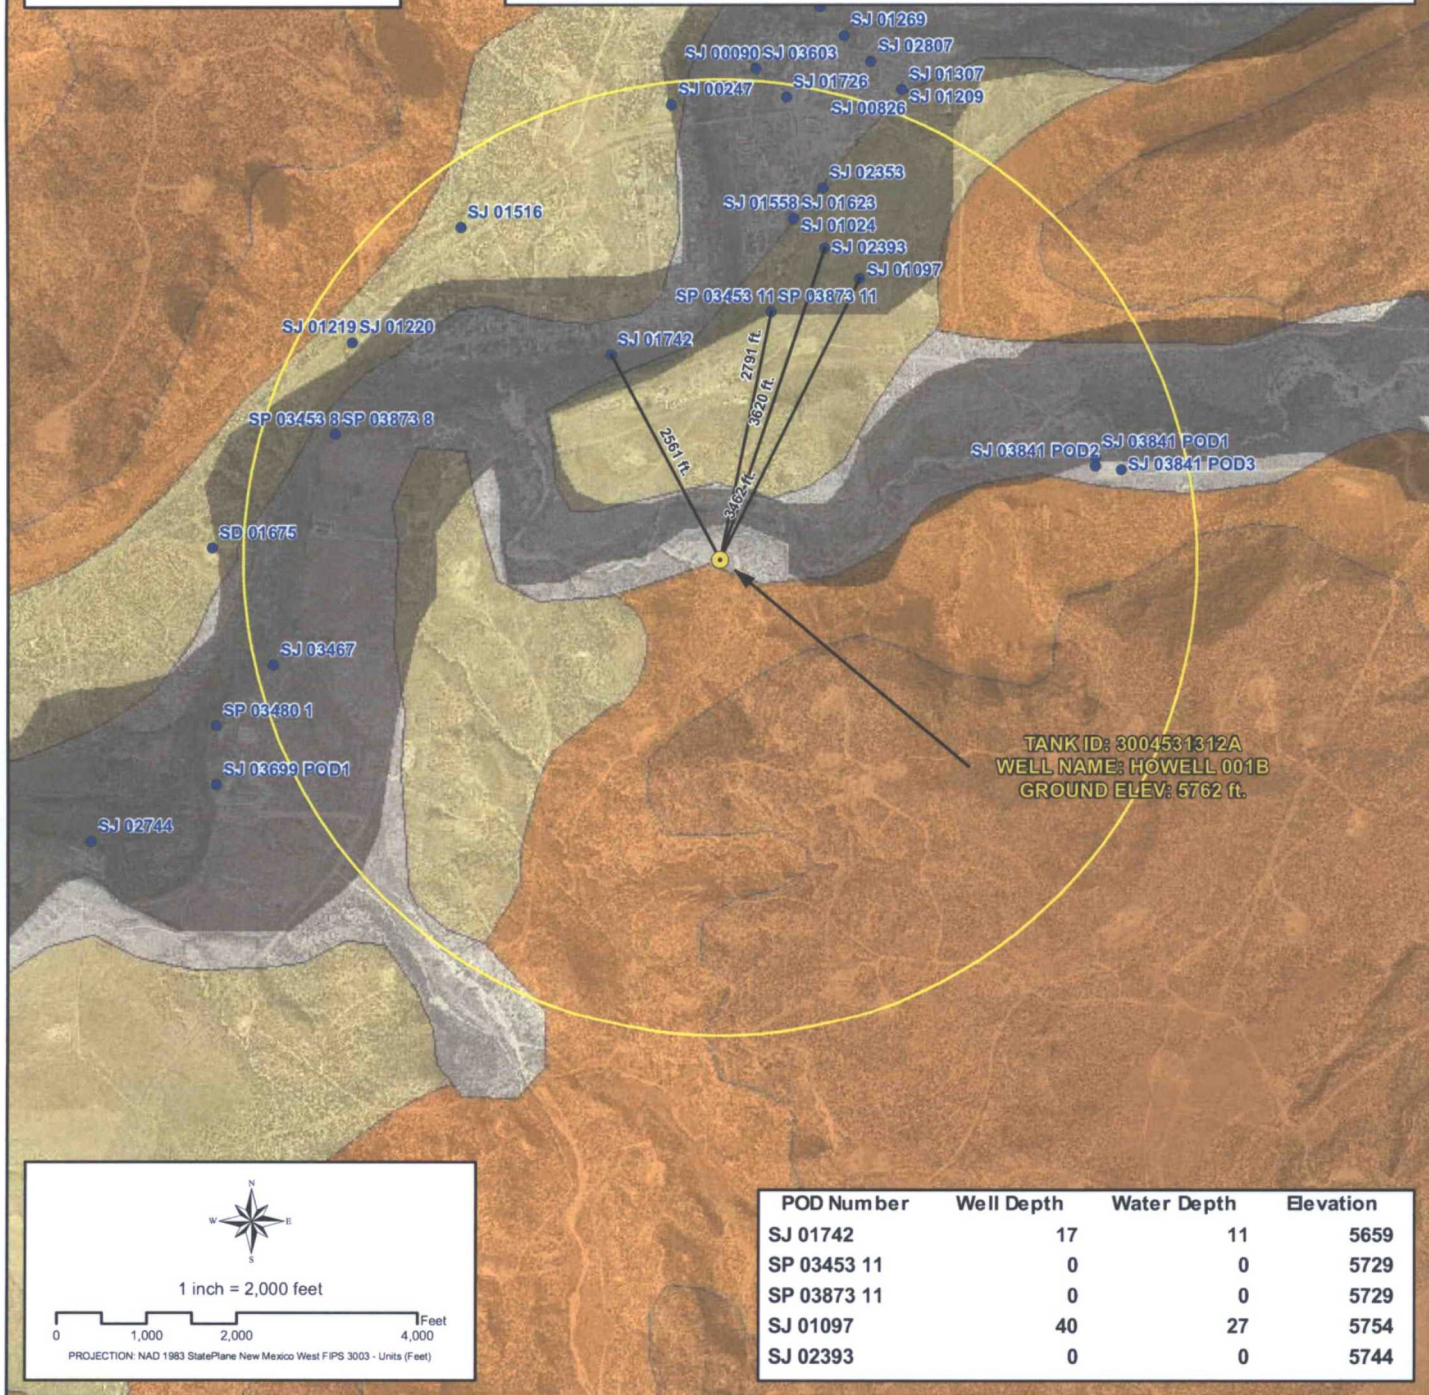 SJ 01269
SJ 00090 SJ 03603
SJ 02807
SJ 01307
SJ 00247
SJ 01726
SJ 01209
SJ 00826
SJ 02353
SJ 01558 SJ 01623
SJ 01516
SJ 01024
SJ 02393
SJ 01097
SP 03453 11 SP 03873 11
SJ 01219 SJ 01220
SJ 01742
2791 ft.
3620 ft.
SP 03453 8 SP 03873 8
2561 ft.
SJ 03841 POD1
SJ 03841 POD2
SJ 03841 POD3
3462 ft.
SD 01675
SJ 03467
SP 03480 1
TANK ID: 3004531312A
WELL NAME: HOWELL 001B
GROUND ELEV: 5762 ft.
SJ 03699 POD1
SJ 02744
N
W E
S
1 inch = 2,000 feet
Feet
0 1,000 2,000 4,000
PROJECTION: NAD 1983 StatePlane New Mexico West FIPS 3003 - Units (Feet)
POD Number Well Depth Water Depth Elevation
SJ 01742 17 11 5659
SP 03453 11 0 0 5729
SP 03873 11 0 0 5729
SJ 01097 40 27 5754
SJ 02393 0 0 5744